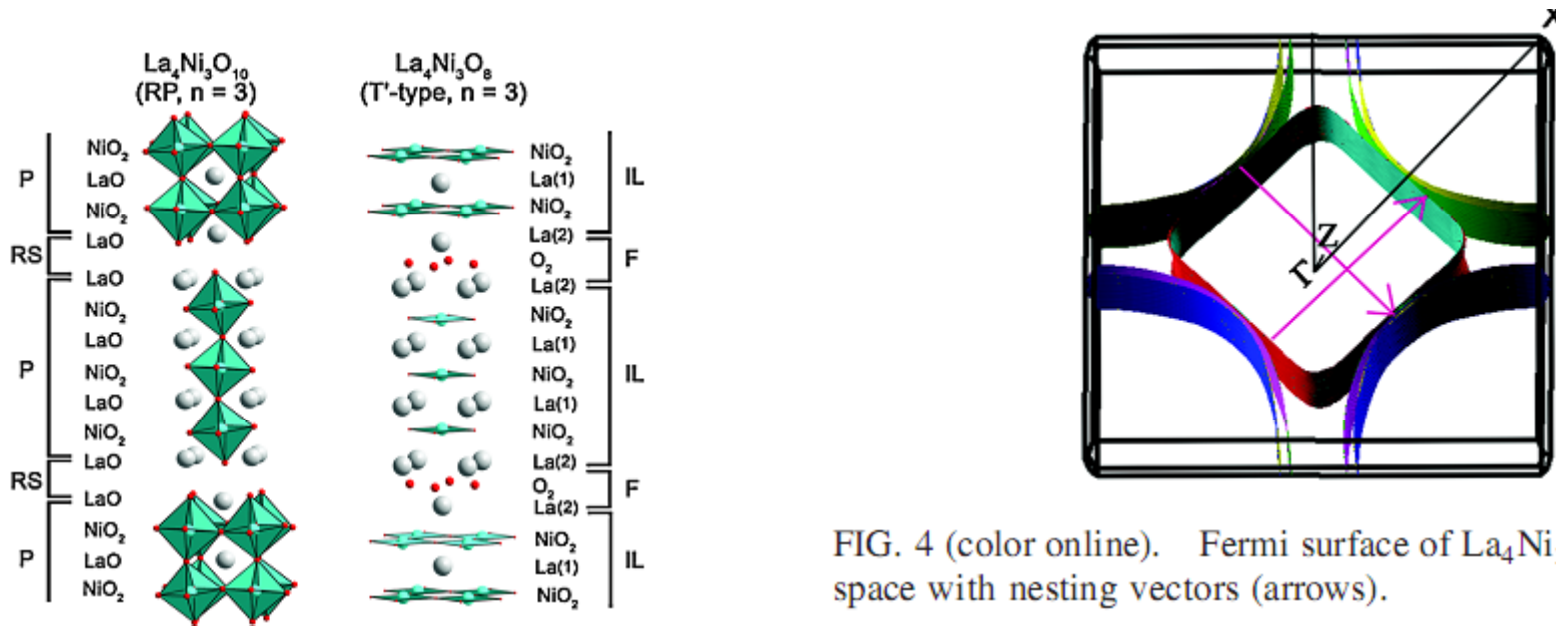 La₄Ni₃O₁₀
(RP, n = 3)
La₄Ni₃O₈
(T'-type, n = 3)
P
NiO₂
LaO
NiO₂
RS
LaO
LaO
P
NiO₂
LaO
NiO₂
LaO
NiO₂
RS
LaO
LaO
P
NiO₂
LaO
NiO₂
NiO₂
La(1)
NiO₂
IL
La(2)
O₂
La(2)
F
NiO₂
La(1)
NiO₂
La(1)
NiO₂
IL
La(2)
O₂
La(2)
F
NiO₂
La(1)
NiO₂
IL
X
Z
Γ
FIG. 4 (color online). Fermi surface of La₄Ni
space with nesting vectors (arrows).